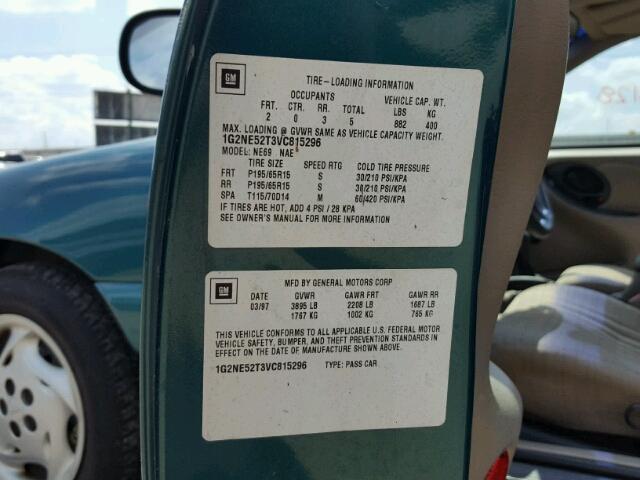 GM
TIRE-LOADING INFORMATION
OCCUPANTS VEHICLE CAP. WT.
FRT. CTR. RR. TOTAL LBS KG
2 0 3 5 882 400
MAX. LOADING @ GVWR SAME AS VEHICLE CAPACITY WEIGHT.
1G2NE52T3VC815296
MODEL: NE69 NAE
TIRE SIZE SPEED RTG COLD TIRE PRESSURE
FRT P195/65R15 S 30/210 PSI/KPA
RR P195/65R15 S 30/210 PSI/KPA
SPA T115/70D14 M 60/420 PSI/KPA
IF TIRES ARE HOT, ADD 4 PSI / 28 KPA
SEE OWNER'S MANUAL FOR MORE INFORMATION
GM
MFD BY GENERAL MOTORS CORP
DATE GVWR GAWR FRT GAWR RR
03/97 3895 LB 2208 LB 1687 LB
1767 KG 1002 KG 765 KG
THIS VEHICLE CONFORMS TO ALL APPLICABLE U.S. FEDERAL MOTOR
VEHICLE SAFETY, BUMPER, AND THEFT PREVENTION STANDARDS IN
EFFECT ON THE DATE OF MANUFACTURE SHOWN ABOVE.
1G2NE52T3VC815296 TYPE: PASS CAR